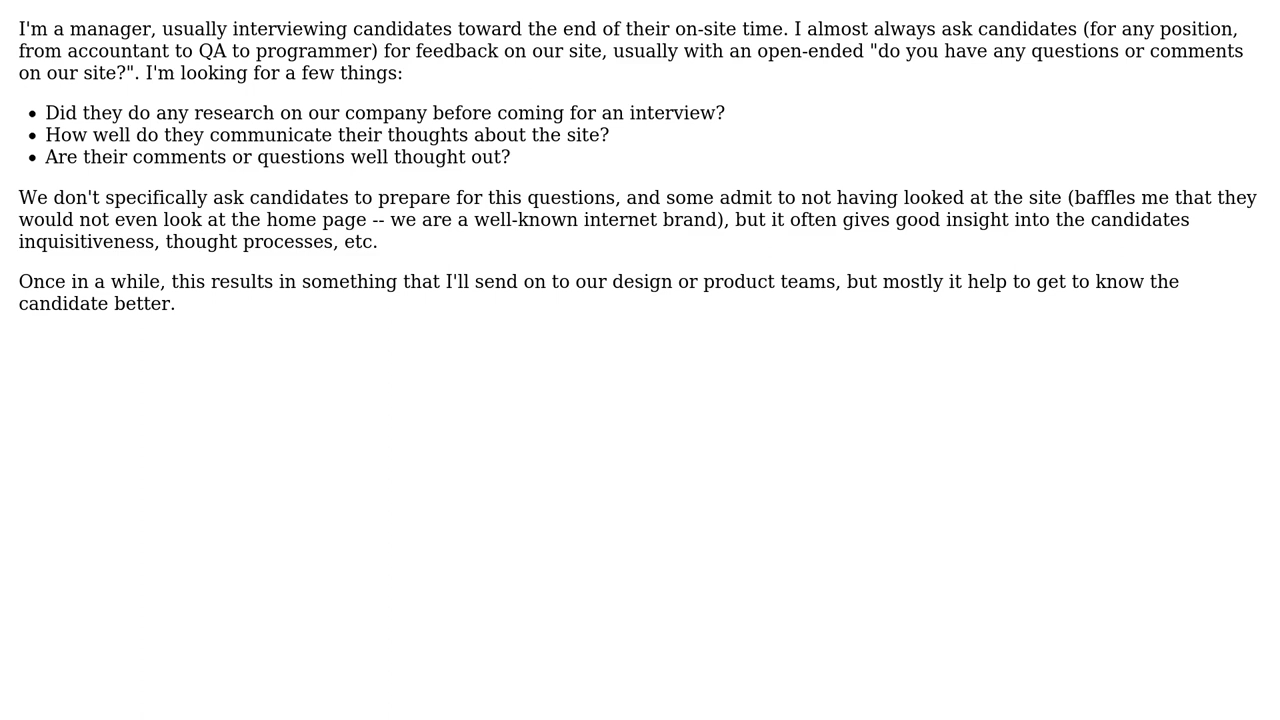 I'm a manager, usually interviewing candidates toward the end of their on-site time. I almost always ask candidates (for any position,
from accountant to QA to programmer) for feedback on our site, usually with an open-ended "do you have any questions or comments
on our site?". I'm looking for a few things:
• Did they do any research on our company before coming for an interview?
• How well do they communicate their thoughts about the site?
• Are their comments or questions well thought out?
We don't specifically ask candidates to prepare for this questions, and some admit to not having looked at the site (baffles me that they
would not even look at the home page -- we are a well-known internet brand), but it often gives good insight into the candidates
inquisitiveness, thought processes, etc.
Once in a while, this results in something that I'll send on to our design or product teams, but mostly it help to get to know the
candidate better.